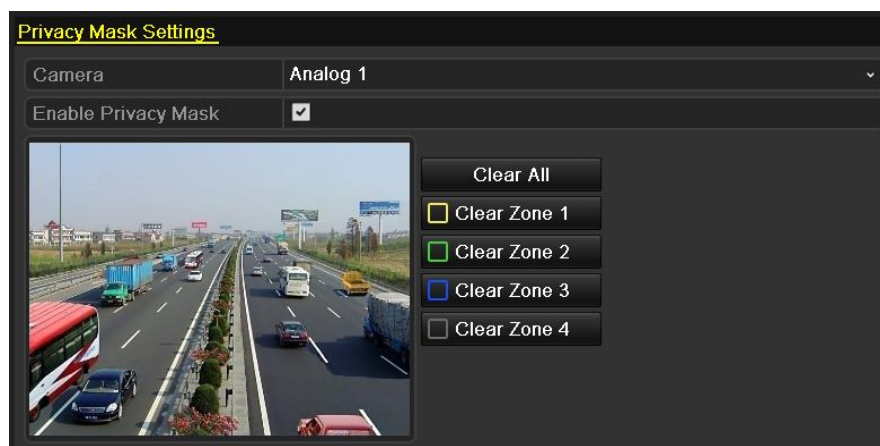 Privacy Mask Settings
Camera Analog 1
Enable Privacy Mask
Clear All
Clear Zone 1
Clear Zone 2
Clear Zone 3
Clear Zone 4